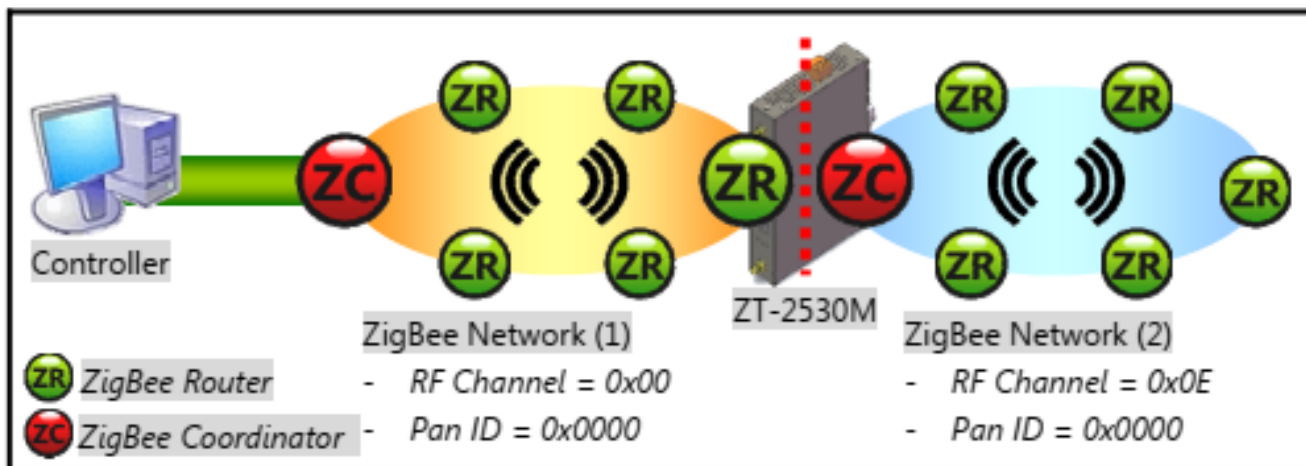 ZR ZR ZR ZR
ZC ZR ZC ZR
ZR ZR ZR ZR
Controller
ZT-2530M
ZigBee Network (1)
- RF Channel = 0x00
- Pan ID = 0x0000
ZigBee Network (2)
- RF Channel = 0x0E
- Pan ID = 0x0000
ZR ZigBee Router
ZC ZigBee Coordinator